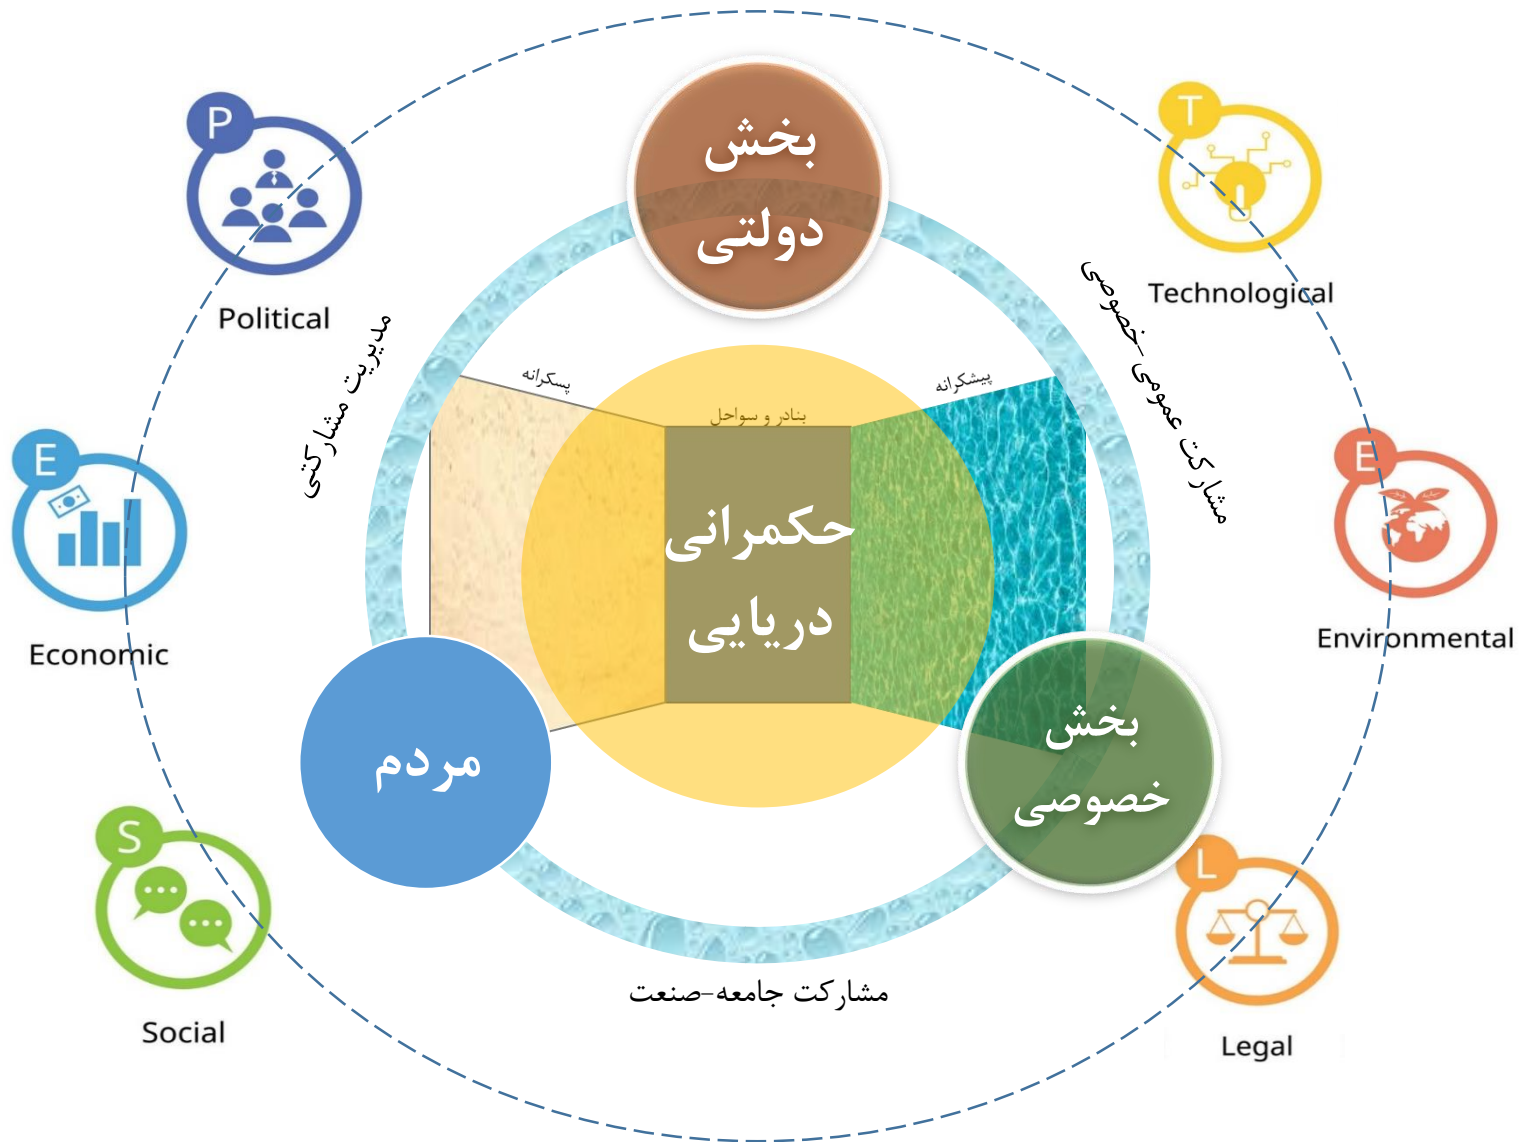 بخش
دولتی
P
Political
T
Technological
مدیریت مشارکتی
مشارکت عمومی-خصوصی
پسکرانه
بنادر و سواحل
پیشکرانه
E
Economic
E
Environmental
حکمرانی
دریایی
مردم
بخش
خصوصی
S
Social
L
Legal
مشارکت جامعه-صنعت